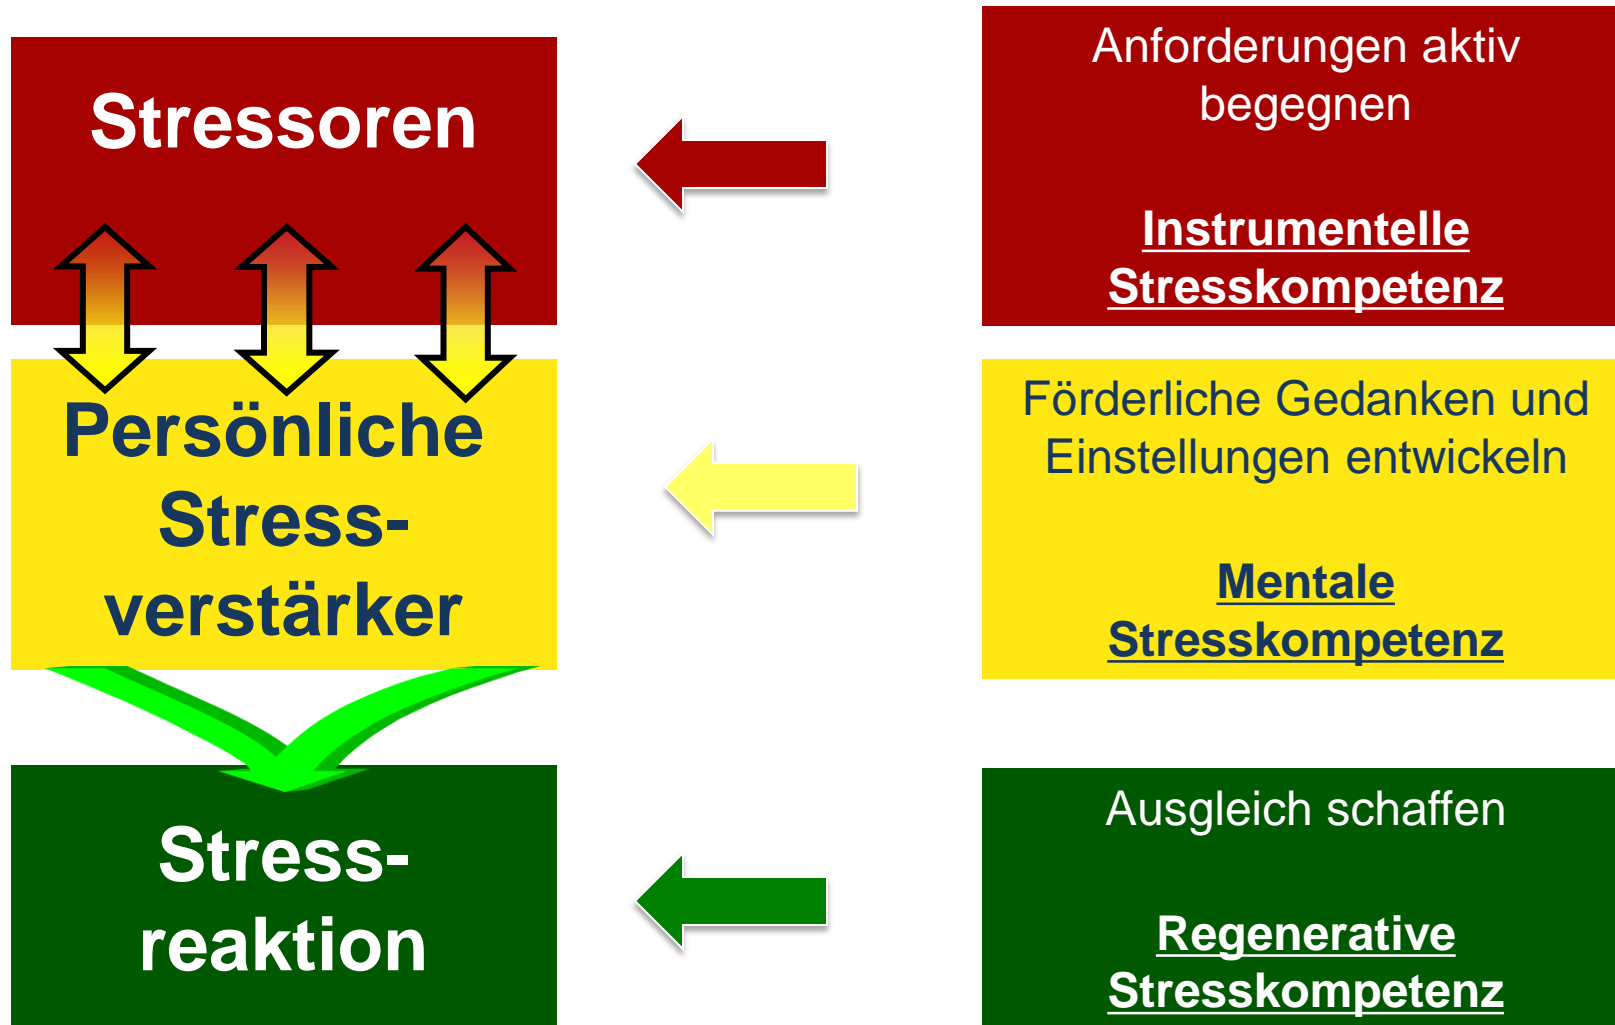 Stressoren
Anforderungen aktiv
begegnen
Instrumentelle
Stresskompetenz
Persönliche
Stress-
verstärker
Förderliche Gedanken und
Einstellungen entwickeln
Mentale
Stresskompetenz
Stress-
reaktion
Ausgleich schaffen
Regenerative
Stresskompetenz